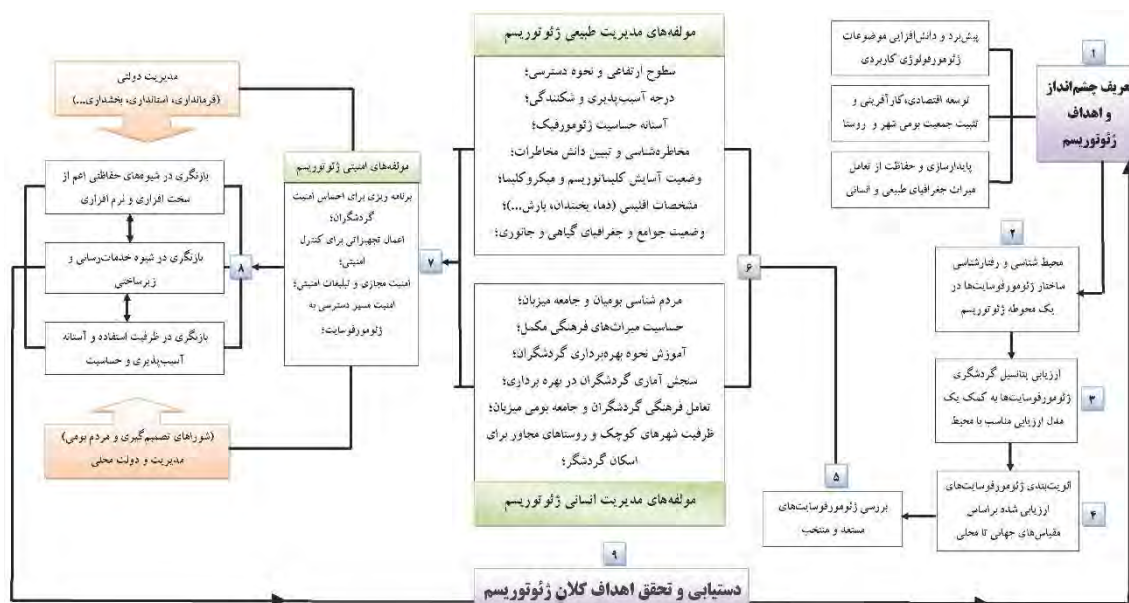 ۱
تعریف چشم‌انداز
و اهداف
ژئوتوریسم
پیش‌برد و دانش‌افزایی موضوعات
ژئومورفولوژی کاربردی
توسعه اقتصادی،کارآفرینی و
تثبیت جمعیت بومی شهر و روستا
پایدارسازی و حفاظت از تعامل
میراث جغرافیای طبیعی و انسانی
۲
محیط شناسی و رفتارشناسی
ساختار ژئومورفوسایت‌ها در
یک محوطه ژئوتوریسم
۳
ارزیابی پتانسیل گردشگری
ژئومورفوسایت‌ها به کمک یک
مدل ارزیابی مناسب با محیط
۴
الویت‌بندی ژئومورفوسایت‌های
ارزیابی شده براساس
مقیاس‌های جهانی تا محلی
۵
بررسی ژئومورفوسایت‌های
مستعد و منتخب
۶
مولفه‌های مدیریت طبیعی ژئوتوریسم
سطوح ارتفاعی و نحوه دسترسی؛
درجه آسیب‌پذیری و شکنندگی؛
آستانه حساسیت ژئومورفیک؛
مخاطره‌شناسی و تبیین دانش مخاطرات؛
وضعیت آسایش کلیماتوریسم و میکروکلیما؛
مشخصات اقلیمی (دما، یخبندان، بارش...)؛
وضعیت جوامع و جغرافیای گیاهی و جانوری؛
مردم شناسی بومیان و جامعه میزبان؛
حساسیت میراث‌های فرهنگی مکمل؛
آموزش نحوه بهره‌برداری گردشگران؛
سنجش آماری گردشگران در بهره برداری؛
تعامل فرهنگی گردشگران و جامعه بومی میزبان؛
ظرفیت شهرهای کوچک و روستاهای مجاور برای
اسکان گردشگر؛
مولفه‌های مدیریت انسانی ژئوتوریسم
۷
مولفه‌های امنیتی ژئوتوریسم
برنامه ریزی برای احساس امنیت
گردشگران؛
اعمال تجهیزاتی برای کنترل
امنیتی؛
امنیت مجازی و تبلیغات امنیتی؛
امنیت مسیر دسترسی به
ژئومورفوسایت؛
مدیریت دولتی
(فرمانداری، استانداری، بخشداری...)
(شوراهای تصمیم‌گیری و مردم بومی)
مدیریت و دولت محلی
۸
بازنگری در شیوه‌های حفاظتی اعم از
سخت افزاری و نرم افزاری
بازنگری در شیوه خدمات‌رسانی و
زیرساختی
بازنگری در ظرفیت استفاده و آستانه
آسیب‌پذیری و حساسیت
۹
دستیابی و تحقق اهداف کلان ژئوتوریسم